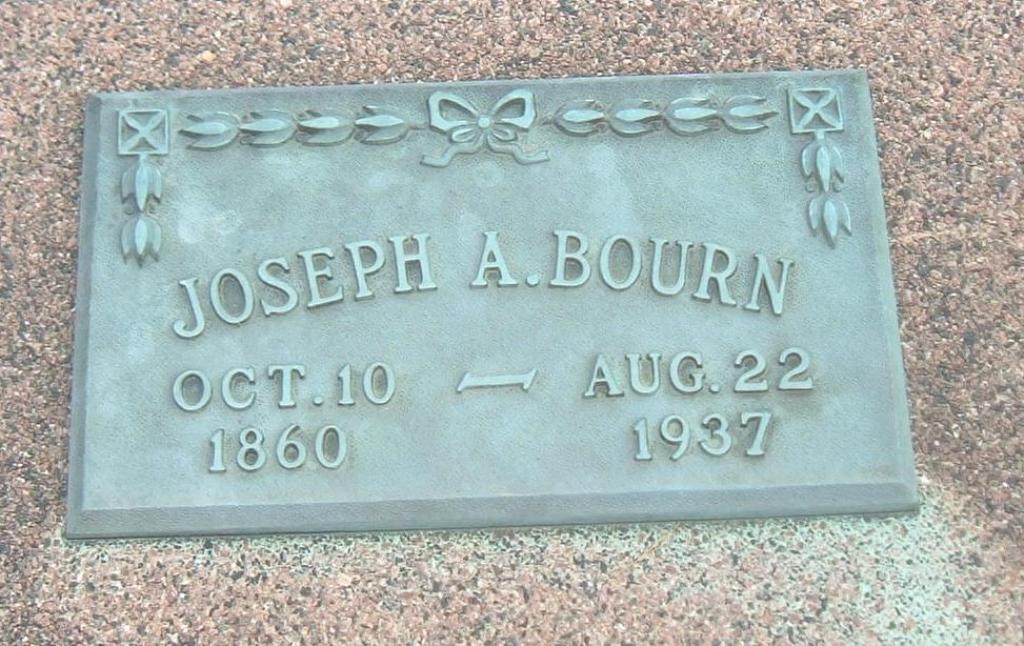 JOSEPH A. BOURN
OCT. 10 — AUG. 22
1860 1937